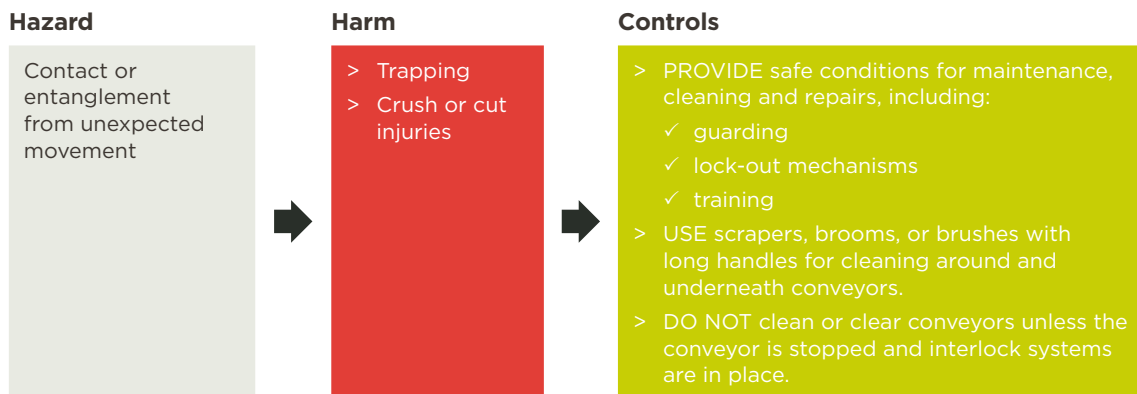 Hazard
Contact or
entanglement
from unexpected
movement
Harm
> Trapping
> Crush or cut
injuries
Controls
> PROVIDE safe conditions for maintenance,
cleaning and repairs, including:
✓ guarding
✓ lock-out mechanisms
✓ training
> USE scrapers, brooms, or brushes with
long handles for cleaning around and
underneath conveyors.
> DO NOT clean or clear conveyors unless the
conveyor is stopped and interlock systems
are in place.